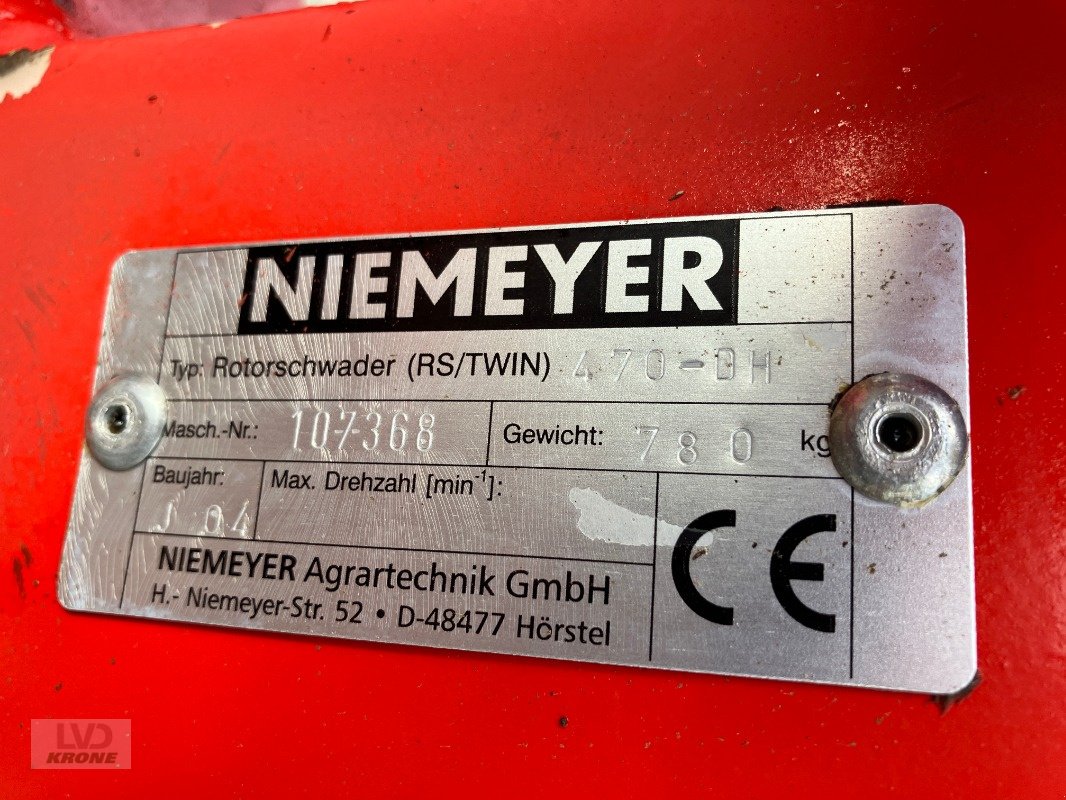 NIEMEYER
Typ: Rotorschwader (RS/TWIN) 470-DH
Masch.-Nr.: 107368 Gewicht: 780 kg
Baujahr: J 04 Max. Drehzahl [min⁻¹]:
CE
NIEMEYER Agrartechnik GmbH
H.- Niemeyer-Str. 52 • D-48477 Hörstel
LVD
KRONE